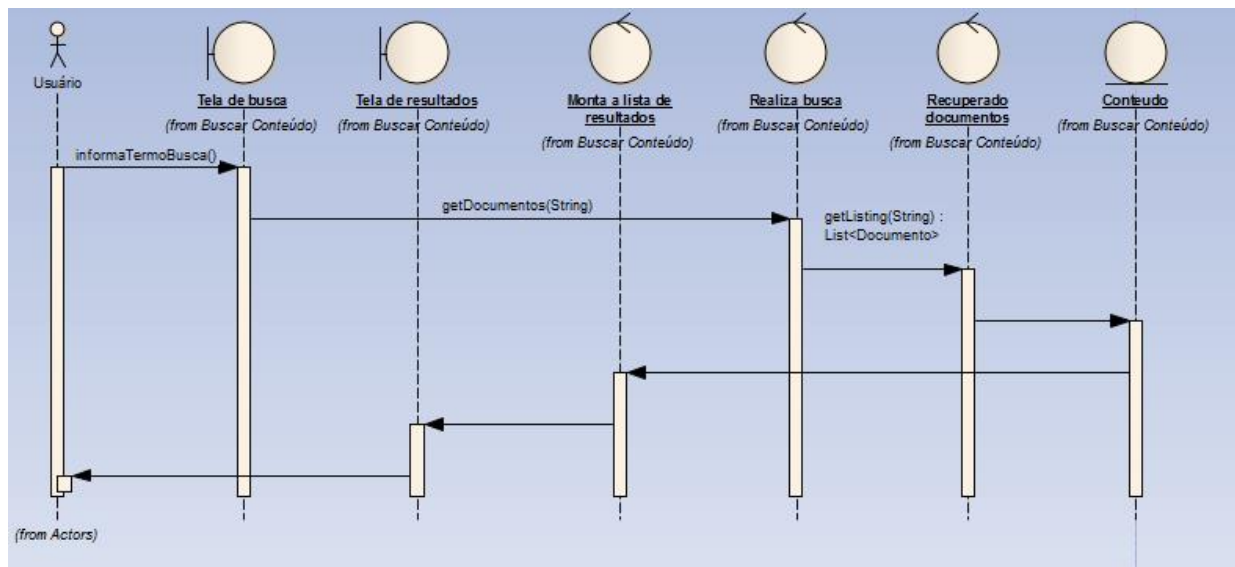 Usuário
Tela de busca
(from Buscar Conteúdo)
Tela de resultados
(from Buscar Conteúdo)
Monta a lista de
resultados
(from Buscar Conteúdo)
Realiza busca
(from Buscar Conteúdo)
Recuperado
documentos
(from Buscar Conteúdo)
Conteudo
(from Buscar Conteúdo)
informaTermoBusca()
getDocumentos(String)
getListing(String) :
List<Documento>
(from Actors)